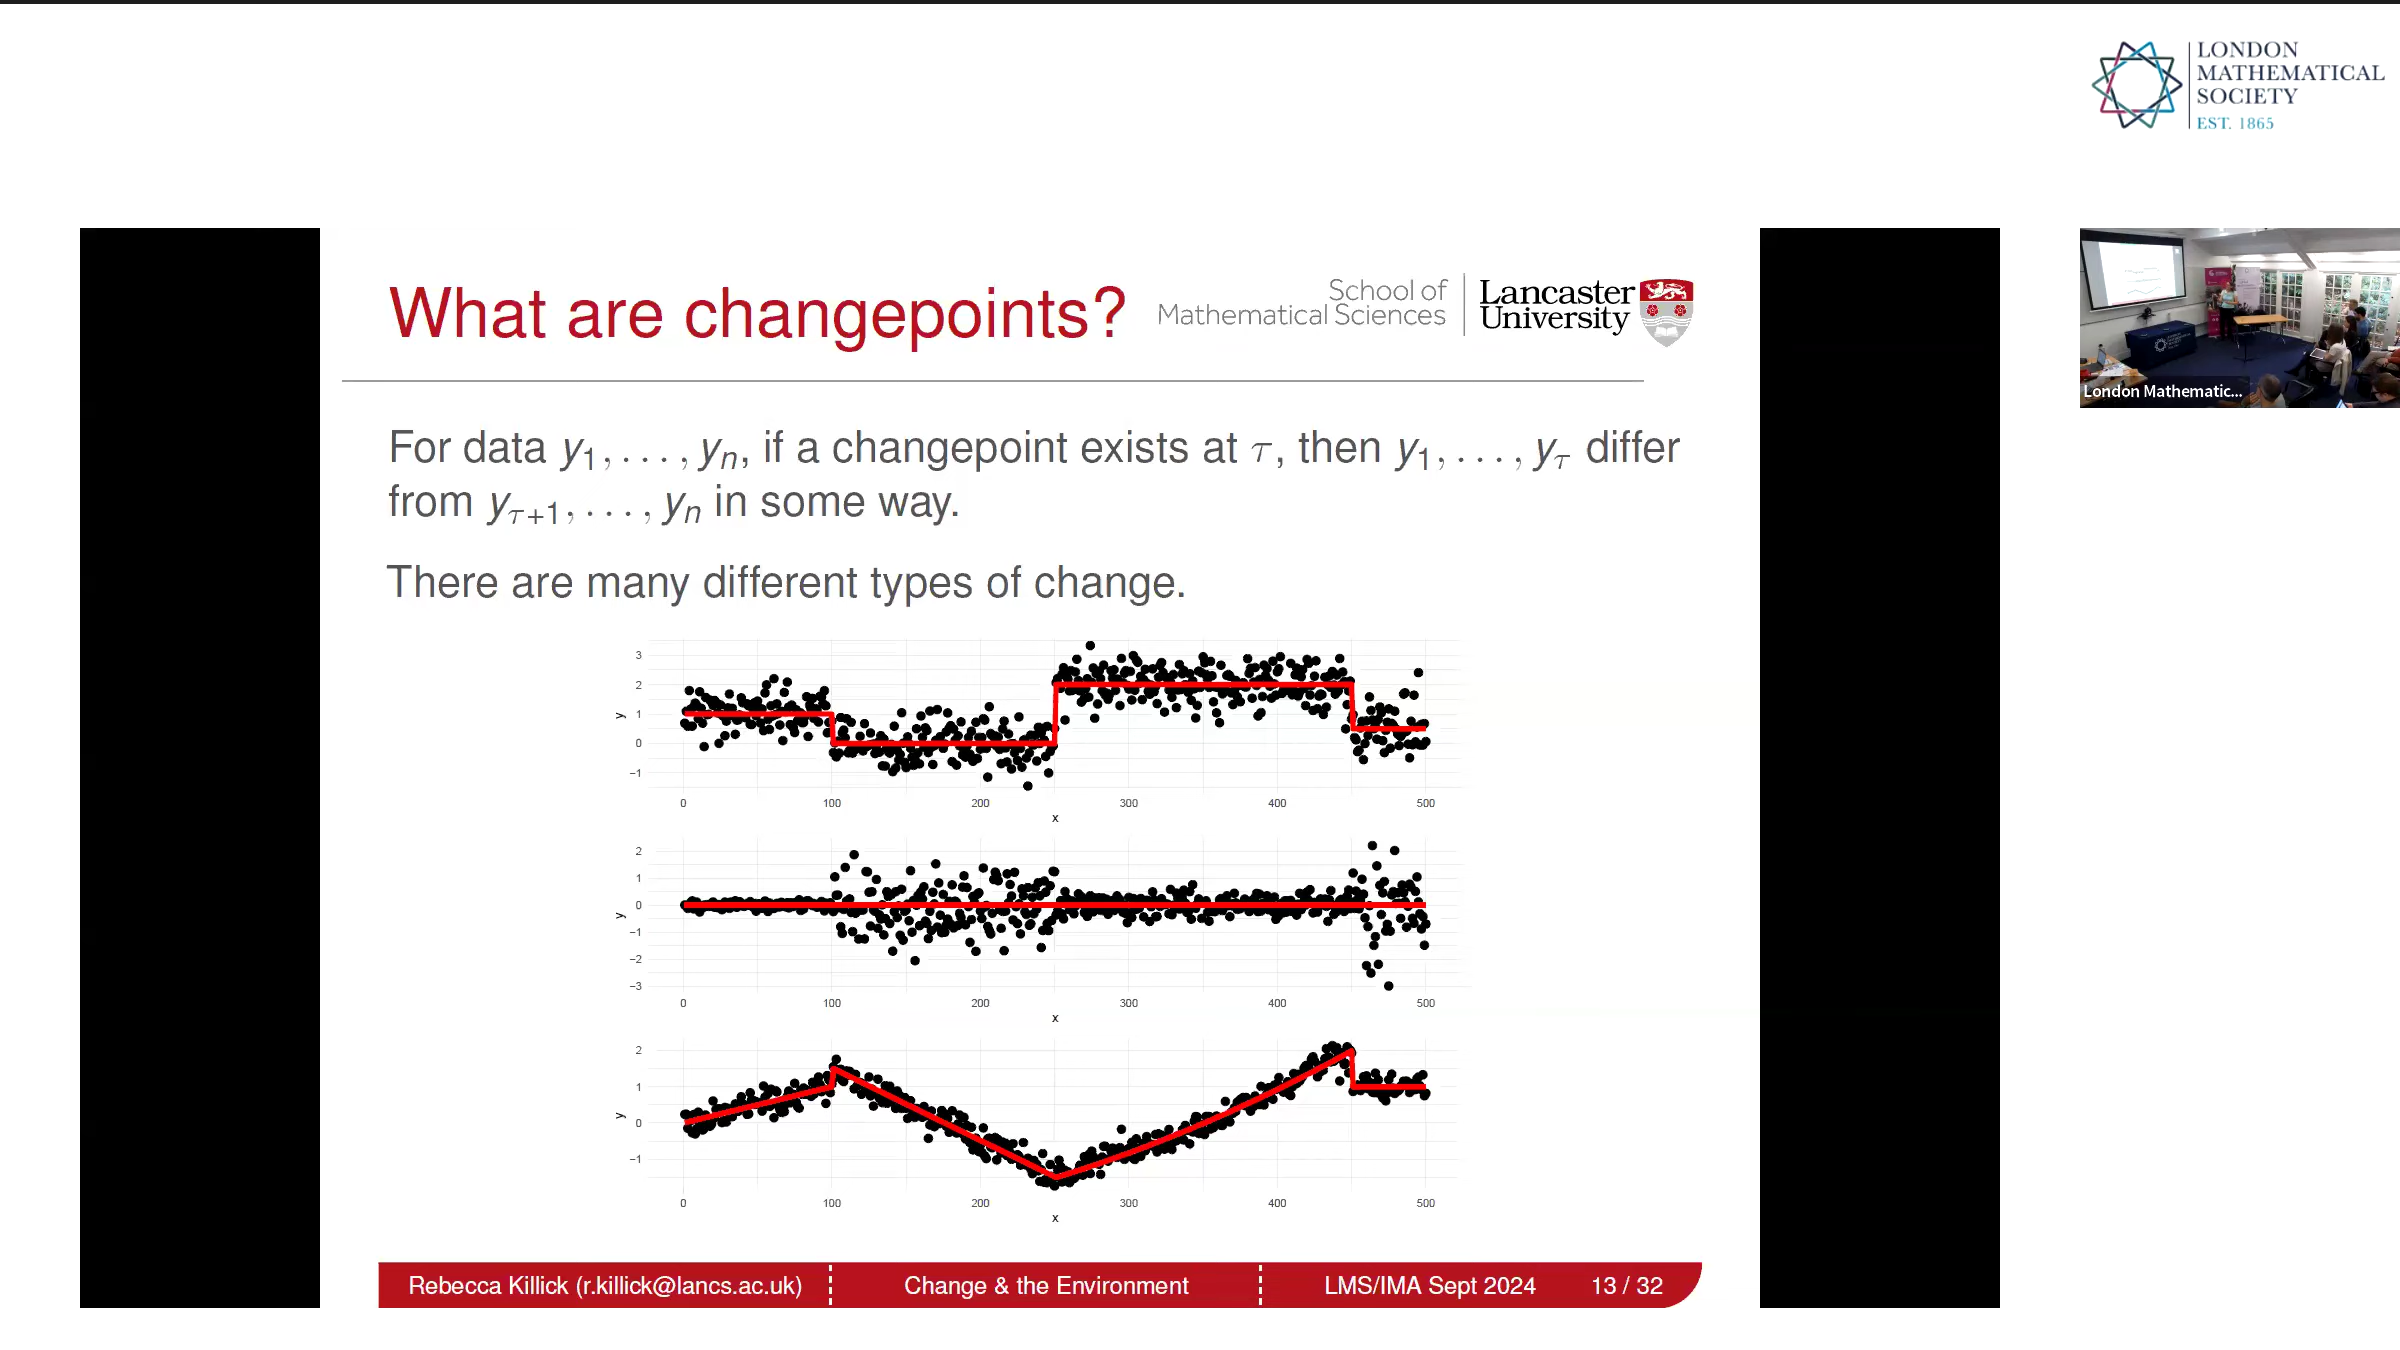 LONDON
MATHEMATICAL
SOCIETY
EST. 1865
London Mathematic...
What are changepoints?
School of
Mathematical Sciences
Lancaster
University
For data y₁, . . . , yₙ, if a changepoint exists at τ, then y₁, . . . , y_τ differ
from y_τ₊₁, . . . , yₙ in some way.
There are many different types of change.
3
2
1
0
−1
y
0 100 200 300 400 500
x
2
1
0
−1
−2
−3
y
0 100 200 300 400 500
x
2
1
0
−1
y
0 100 200 300 400 500
x
Rebecca Killick (r.killick@lancs.ac.uk) Change & the Environment LMS/IMA Sept 2024 13 / 32